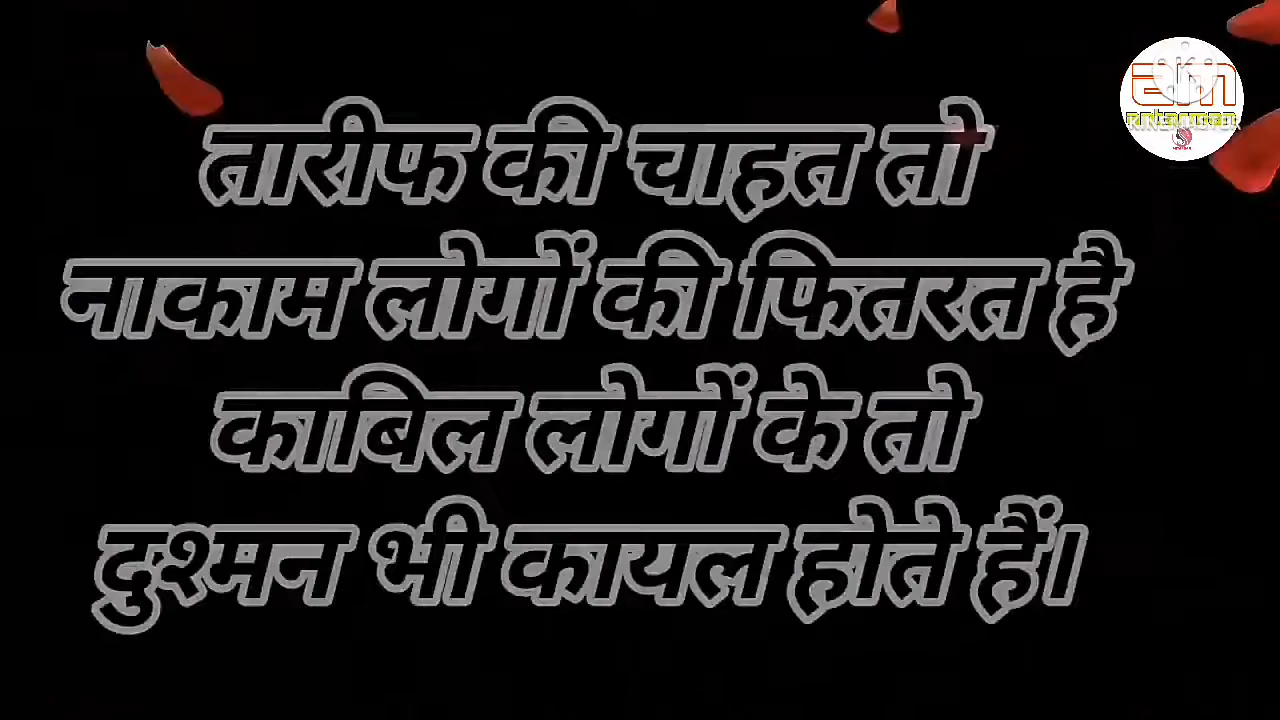 तारीफ की चाहत तो
नाकाम लोगों की फितरत है
काबिल लोगों के तो
दुश्मन भी कायल होते हैं।